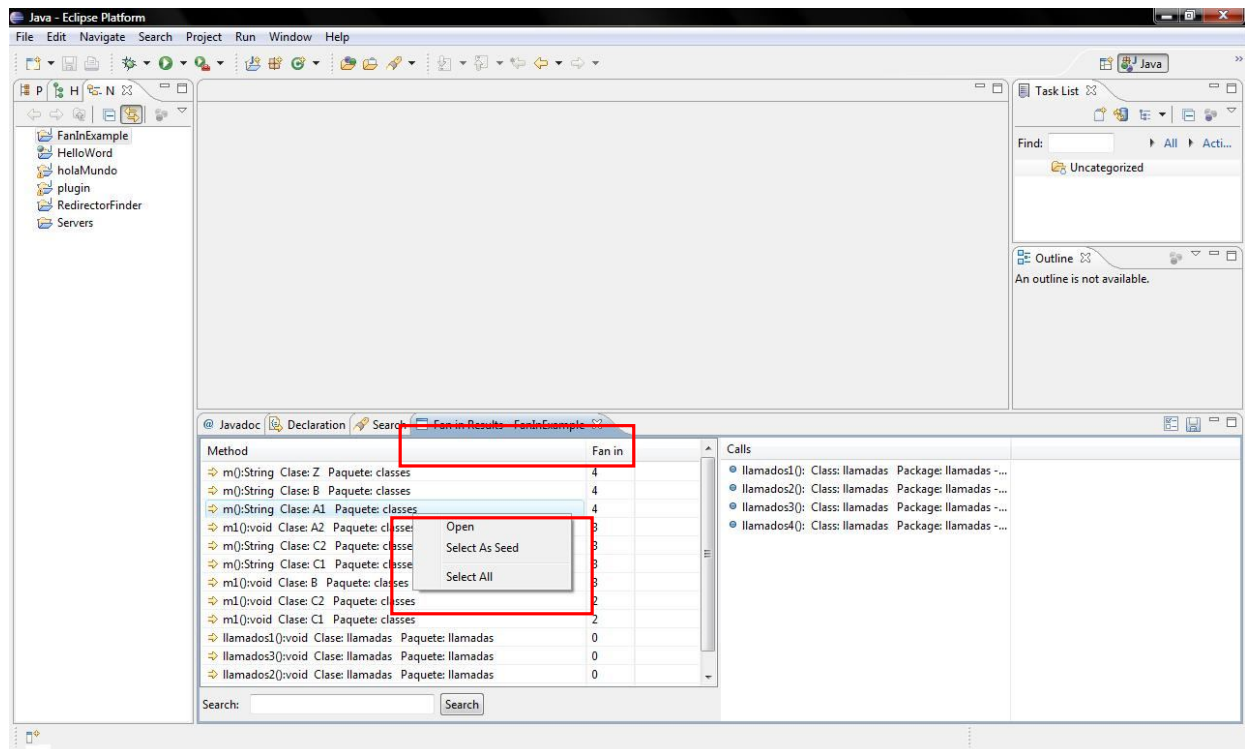 Java - Eclipse Platform
File Edit Navigate Search Project Run Window Help
Java
P H N
Task List
FanInExample
HelloWord
holaMundo
plugin
RedirectorFinder
Servers
Find: All Acti...
Uncategorized
Outline
An outline is not available.
@ Javadoc Declaration Search Fan in Results - FanInExample
Method Fan in
m():String Clase: Z Paquete: classes 4
m():String Clase: B Paquete: classes 4
m():String Clase: A1 Paquete: classes 4
m1():void Clase: A2 Paquete: classes 3
m():String Clase: C2 Paquete: classe 3
m():String Clase: C1 Paquete: classe 3
m1():void Clase: B Paquete: classes 3
m1():void Clase: C2 Paquete: classes 2
m1():void Clase: C1 Paquete: classes 2
llamados1():void Clase: llamadas Paquete: llamadas 0
llamados3():void Clase: llamadas Paquete: llamadas 0
llamados2():void Clase: llamadas Paquete: llamadas 0
Open
Select As Seed
Select All
Calls
llamados1(): Class: llamadas Package: llamadas -...
llamados2(): Class: llamadas Package: llamadas -...
llamados3(): Class: llamadas Package: llamadas -...
llamados4(): Class: llamadas Package: llamadas -...
Search: Search